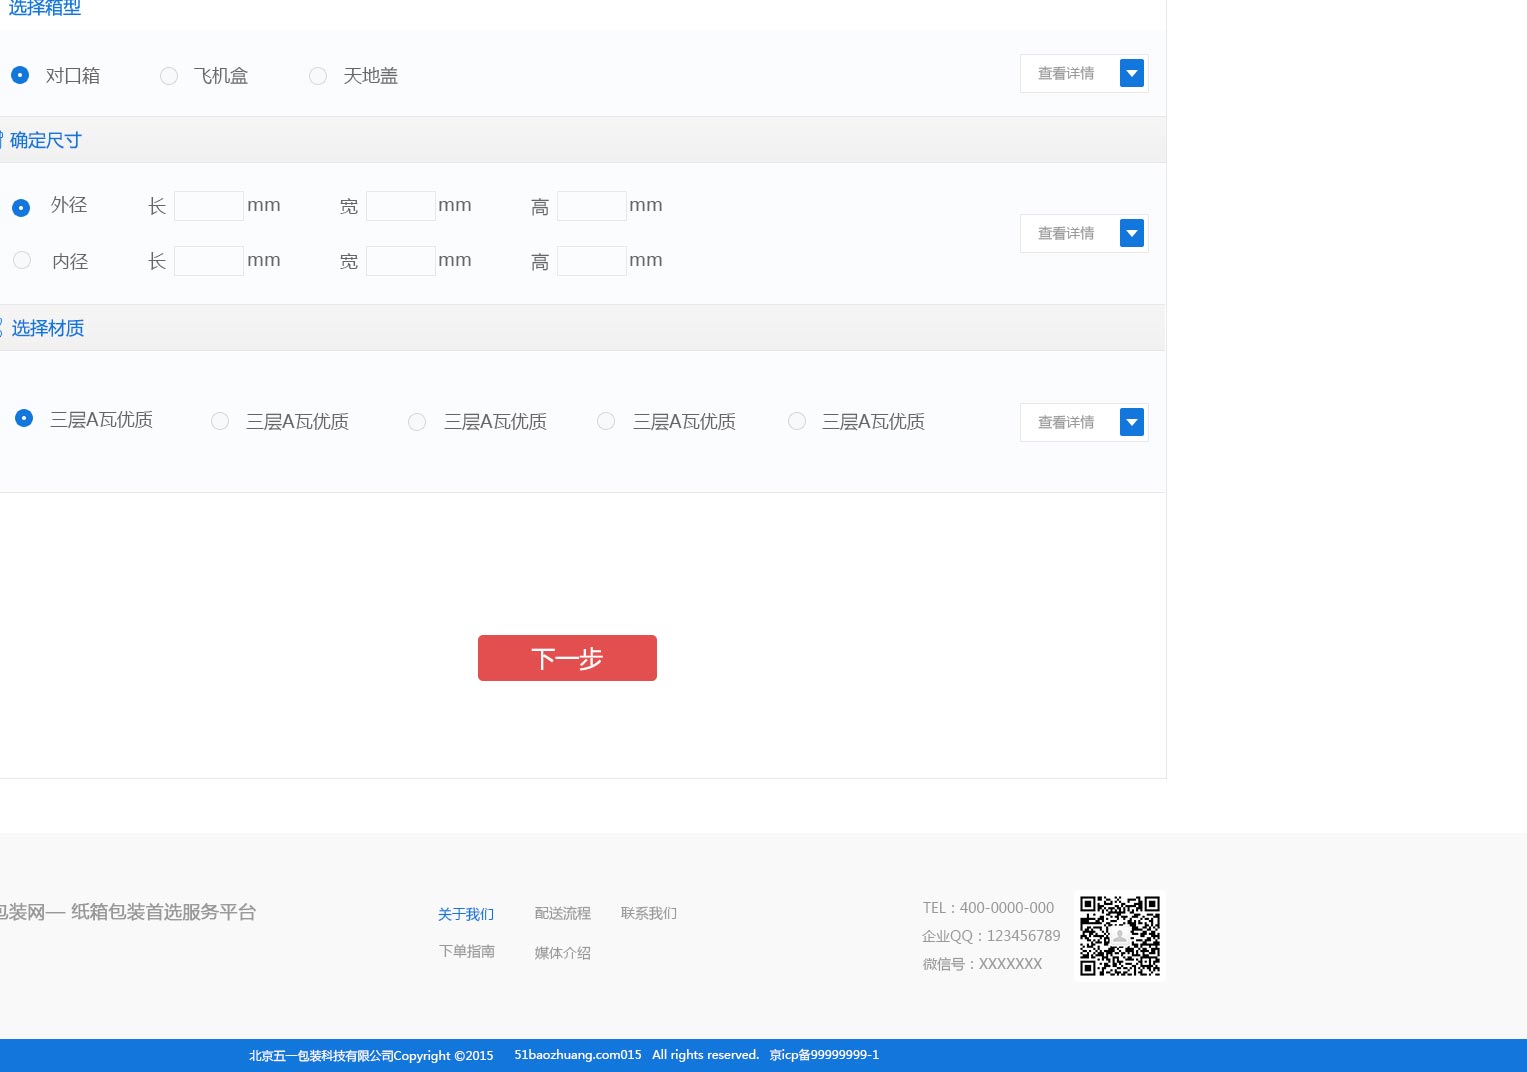 选择箱型
对口箱 飞机盒 天地盖 查看详情
确定尺寸
外径 长 mm 宽 mm 高 mm
查看详情
内径 长 mm 宽 mm 高 mm
选择材质
三层A瓦优质 三层A瓦优质 三层A瓦优质 三层A瓦优质 三层A瓦优质 查看详情
下一步
包装网— 纸箱包装首选服务平台
关于我们 配送流程 联系我们
下单指南 媒体介绍
TEL：400-0000-000
企业QQ：123456789
微信号：XXXXXXX
北京五一包装科技有限公司Copyright ©2015 51baozhuang.com015 All rights reserved. 京icp备99999999-1